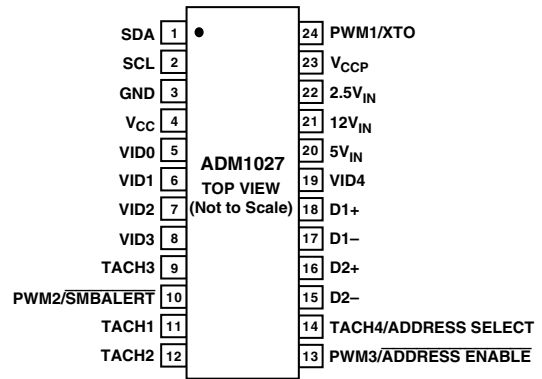 SDA 1
SCL 2
GND 3
VCC 4
VID0 5
VID1 6
VID2 7
VID3 8
TACH3 9
PWM2/SMBALERT 10
TACH1 11
TACH2 12
ADM1027
TOP VIEW
(Not to Scale)
24 PWM1/XTO
23 VCCP
22 2.5VIN
21 12VIN
20 5VIN
19 VID4
18 D1+
17 D1–
16 D2+
15 D2–
14 TACH4/ADDRESS SELECT
13 PWM3/ADDRESS ENABLE